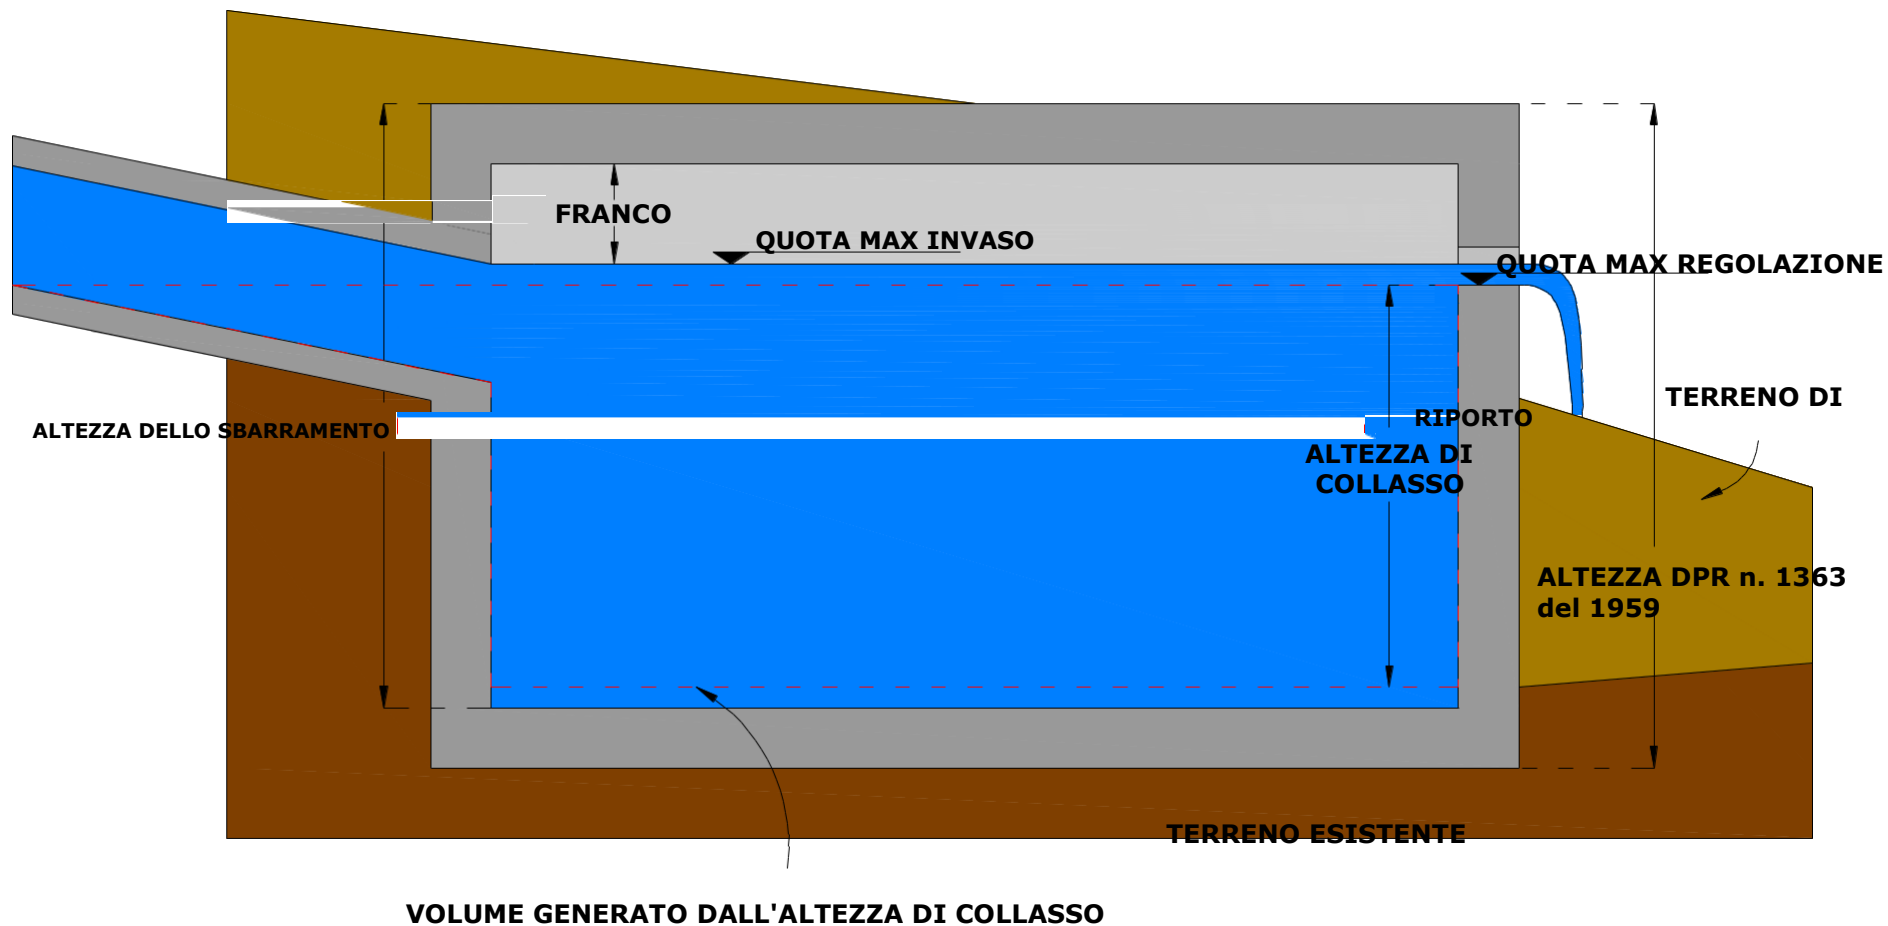 FRANCO
QUOTA MAX INVASO
QUOTA MAX REGOLAZIONE
TERRENO DI
RIPORTO
ALTEZZA DELLO SBARRAMENTO
ALTEZZA DI
COLLASSO
ALTEZZA DPR n. 1363
del 1959
TERRENO ESISTENTE
VOLUME GENERATO DALL'ALTEZZA DI COLLASSO